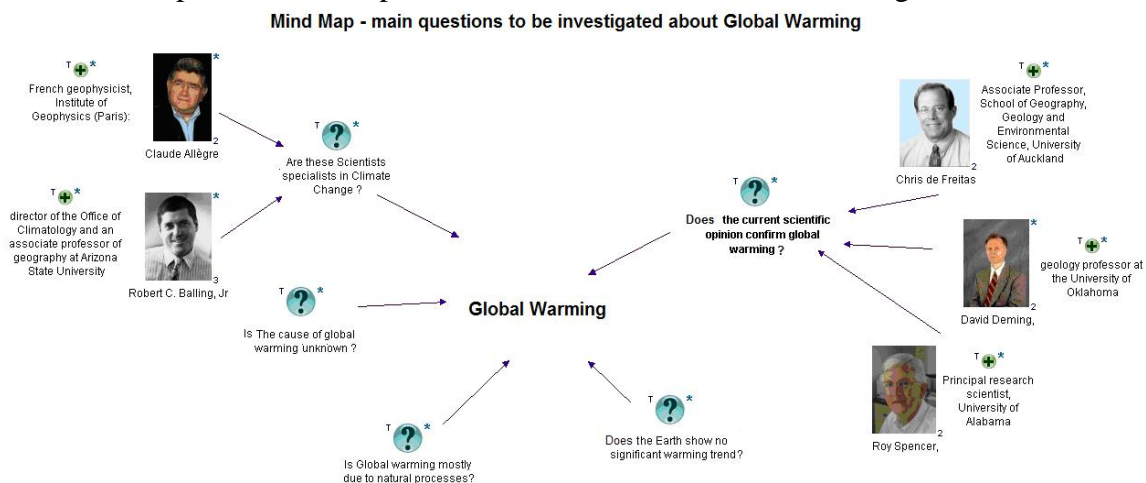 Mind Map - main questions to be investigated about Global Warming
T *
French geophysicist,
Institute of
Geophysics (Paris):
*
2
Claude Allègre
T *
Are these Scientists
specialists in Climate
Change ?
T *
director of the Office of
Climatology and an
associate professor of
geography at Arizona
State University
*
3
Robert C. Balling, Jr
T *
Is The cause of global
warming unknown ?
Global Warming
T *
Is Global warming mostly
due to natural processes?
T *
Does the Earth show no
significant warming trend?
T *
Does the current scientific
opinion confirm global
warming ?
2
Chris de Freitas
T *
Associate Professor,
School of Geography,
Geology and
Environmental
Science, University
of Auckland
*
2
David Deming,
T *
geology professor at
the University of
Oklahoma
2
Roy Spencer,
T *
Principal research
scientist,
University of
Alabama